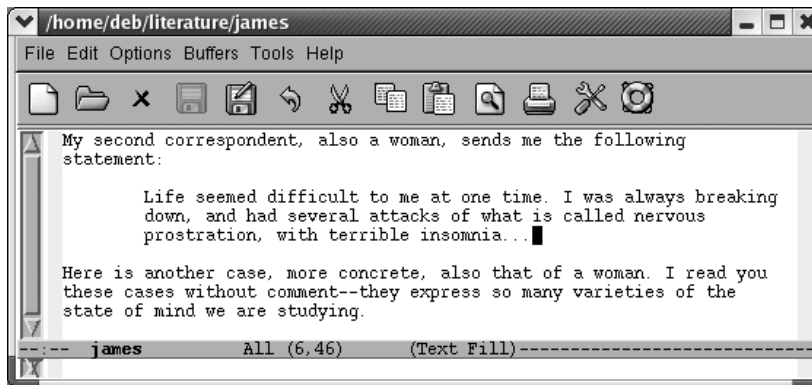 /home/deb/literature/james
File Edit Options Buffers Tools Help
My second correspondent, also a woman, sends me the following
statement:
Life seemed difficult to me at one time. I was always breaking
down, and had several attacks of what is called nervous
prostration, with terrible insomnia...
Here is another case, more concrete, also that of a woman. I read you
these cases without comment--they express so many varieties of the
state of mind we are studying.
--:-- james All (6,46) (Text Fill)----------------------------